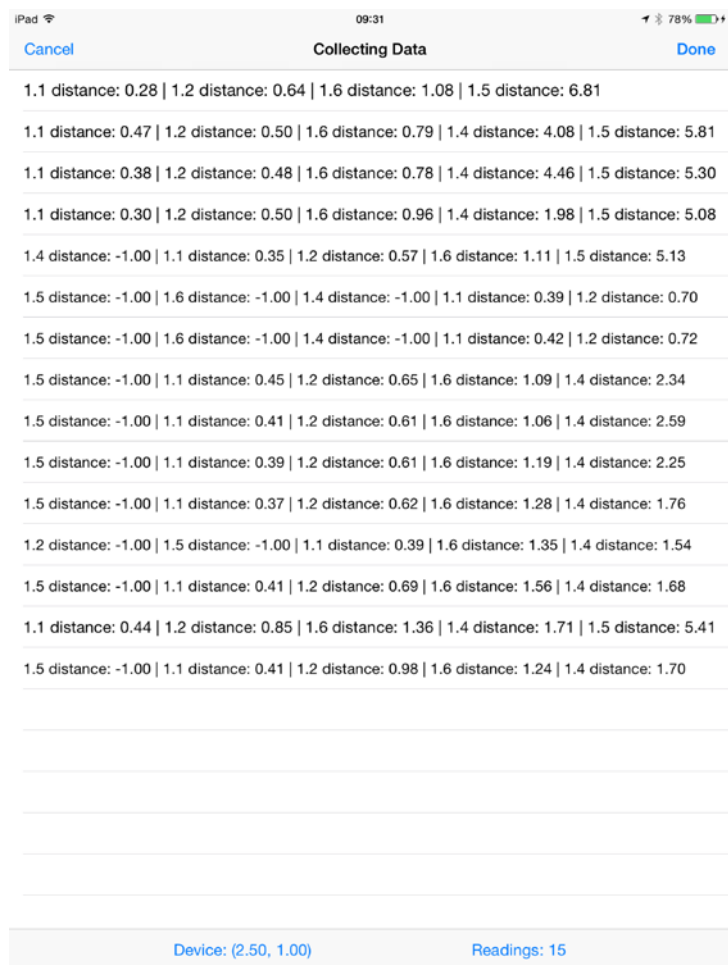 iPad 09:31 78%
Cancel Collecting Data Done
1.1 distance: 0.28 | 1.2 distance: 0.64 | 1.6 distance: 1.08 | 1.5 distance: 6.81
1.1 distance: 0.47 | 1.2 distance: 0.50 | 1.6 distance: 0.79 | 1.4 distance: 4.08 | 1.5 distance: 5.81
1.1 distance: 0.38 | 1.2 distance: 0.48 | 1.6 distance: 0.78 | 1.4 distance: 4.46 | 1.5 distance: 5.30
1.1 distance: 0.30 | 1.2 distance: 0.50 | 1.6 distance: 0.96 | 1.4 distance: 1.98 | 1.5 distance: 5.08
1.4 distance: -1.00 | 1.1 distance: 0.35 | 1.2 distance: 0.57 | 1.6 distance: 1.11 | 1.5 distance: 5.13
1.5 distance: -1.00 | 1.6 distance: -1.00 | 1.4 distance: -1.00 | 1.1 distance: 0.39 | 1.2 distance: 0.70
1.5 distance: -1.00 | 1.6 distance: -1.00 | 1.4 distance: -1.00 | 1.1 distance: 0.42 | 1.2 distance: 0.72
1.5 distance: -1.00 | 1.1 distance: 0.45 | 1.2 distance: 0.65 | 1.6 distance: 1.09 | 1.4 distance: 2.34
1.5 distance: -1.00 | 1.1 distance: 0.41 | 1.2 distance: 0.61 | 1.6 distance: 1.06 | 1.4 distance: 2.59
1.5 distance: -1.00 | 1.1 distance: 0.39 | 1.2 distance: 0.61 | 1.6 distance: 1.19 | 1.4 distance: 2.25
1.5 distance: -1.00 | 1.1 distance: 0.37 | 1.2 distance: 0.62 | 1.6 distance: 1.28 | 1.4 distance: 1.76
1.2 distance: -1.00 | 1.5 distance: -1.00 | 1.1 distance: 0.39 | 1.6 distance: 1.35 | 1.4 distance: 1.54
1.5 distance: -1.00 | 1.1 distance: 0.41 | 1.2 distance: 0.69 | 1.6 distance: 1.56 | 1.4 distance: 1.68
1.1 distance: 0.44 | 1.2 distance: 0.85 | 1.6 distance: 1.36 | 1.4 distance: 1.71 | 1.5 distance: 5.41
1.5 distance: -1.00 | 1.1 distance: 0.41 | 1.2 distance: 0.98 | 1.6 distance: 1.24 | 1.4 distance: 1.70
Device: (2.50, 1.00) Readings: 15